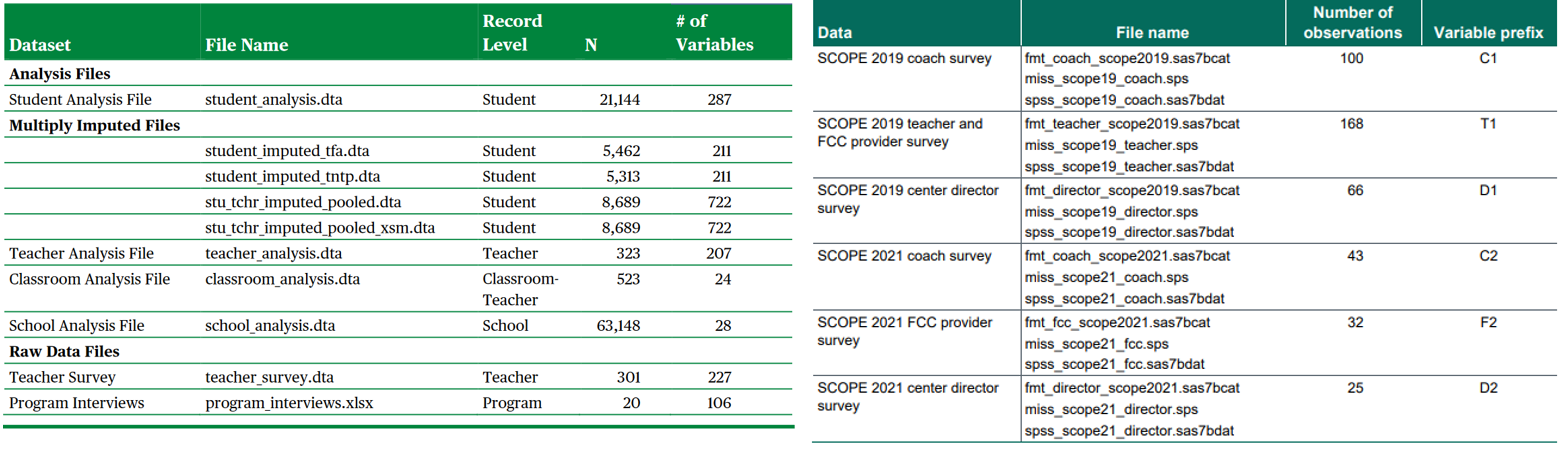 Dataset File Name Record Level N # of Variables
Analysis Files
Student Analysis File student_analysis.dta Student 21,144 287
Multiply Imputed Files
student_imputed_tfa.dta Student 5,462 211
student_imputed_tntp.dta Student 5,313 211
stu_tchr_imputed_pooled.dta Student 8,689 722
stu_tchr_imputed_pooled_xsm.dta Student 8,689 722
Teacher Analysis File teacher_analysis.dta Teacher 323 207
Classroom Analysis File classroom_analysis.dta Classroom- 523 24
Teacher
School Analysis File school_analysis.dta School 63,148 28
Raw Data Files
Teacher Survey teacher_survey.dta Teacher 301 227
Program Interviews program_interviews.xlsx Program 20 106
Data File name Number of observations Variable prefix
SCOPE 2019 coach survey fmt_coach_scope2019.sas7bcat 100 C1
miss_scope19_coach.sps
spss_scope19_coach.sas7bdat
SCOPE 2019 teacher and fmt_teacher_scope2019.sas7bcat 168 T1
FCC provider survey miss_scope19_teacher.sps
spss_scope19_teacher.sas7bdat
SCOPE 2019 center director fmt_director_scope2019.sas7bcat 66 D1
survey miss_scope19_director.sps
spss_scope19_director.sas7bdat
SCOPE 2021 coach survey fmt_coach_scope2021.sas7bcat 43 C2
miss_scope21_coach.sps
spss_scope21_coach.sas7bdat
SCOPE 2021 FCC provider fmt_fcc_scope2021.sas7bcat 32 F2
survey miss_scope21_fcc.sps
spss_scope21_fcc.sas7bdat
SCOPE 2021 center director fmt_director_scope2021.sas7bcat 25 D2
survey miss_scope21_director.sps
spss_scope21_director.sas7bdat